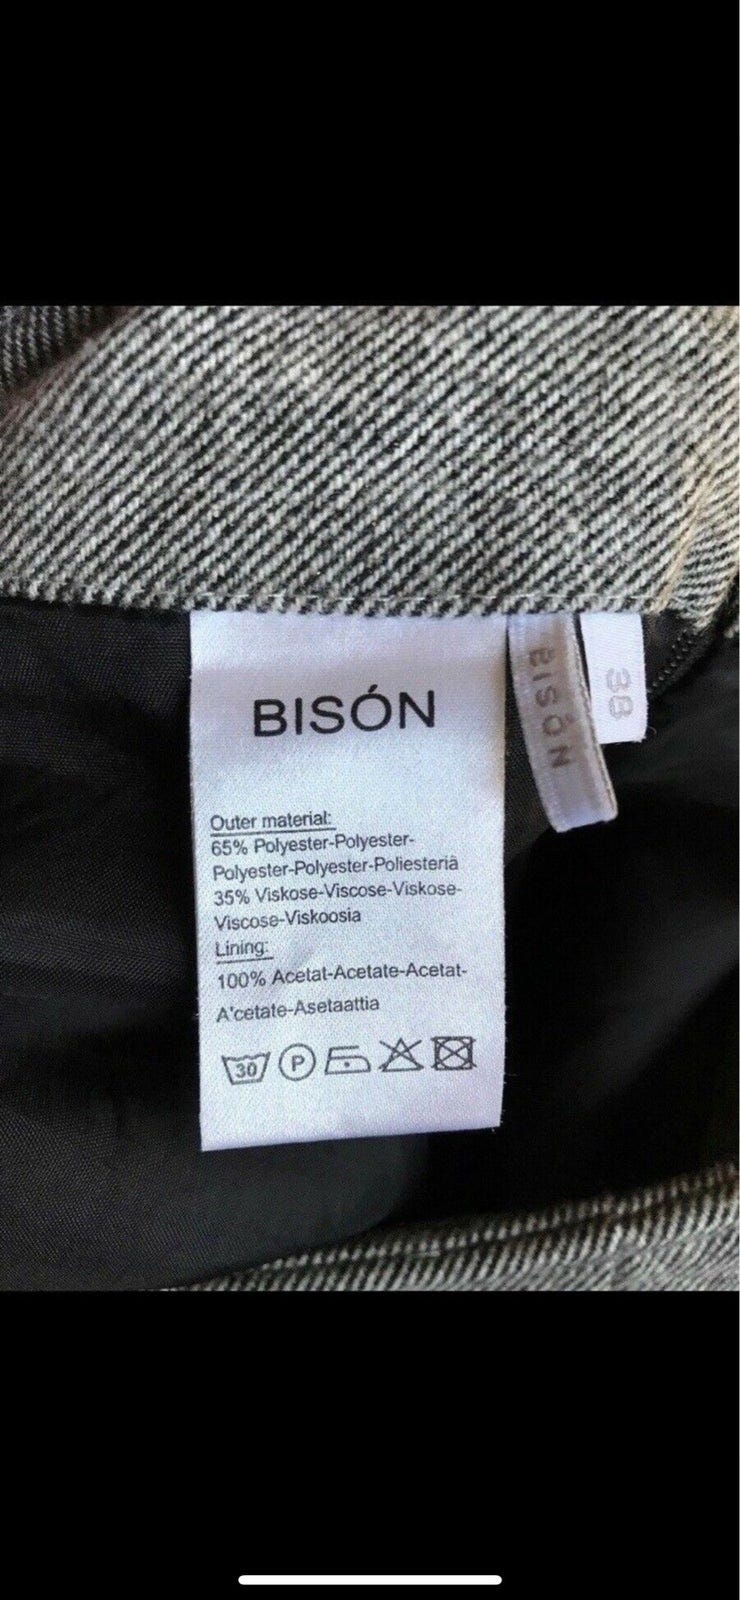 BISÓN
Outer material:
65% Polyester-Polyester-
Polyester-Polyester-Poliesteriä
35% Viskose-Viscose-Viskose-
Viscose-Viskoosia
Lining:
100% Acetat-Acetate-Acetat-
A'cetate-Asetaattia
30 P
BISÓN
38